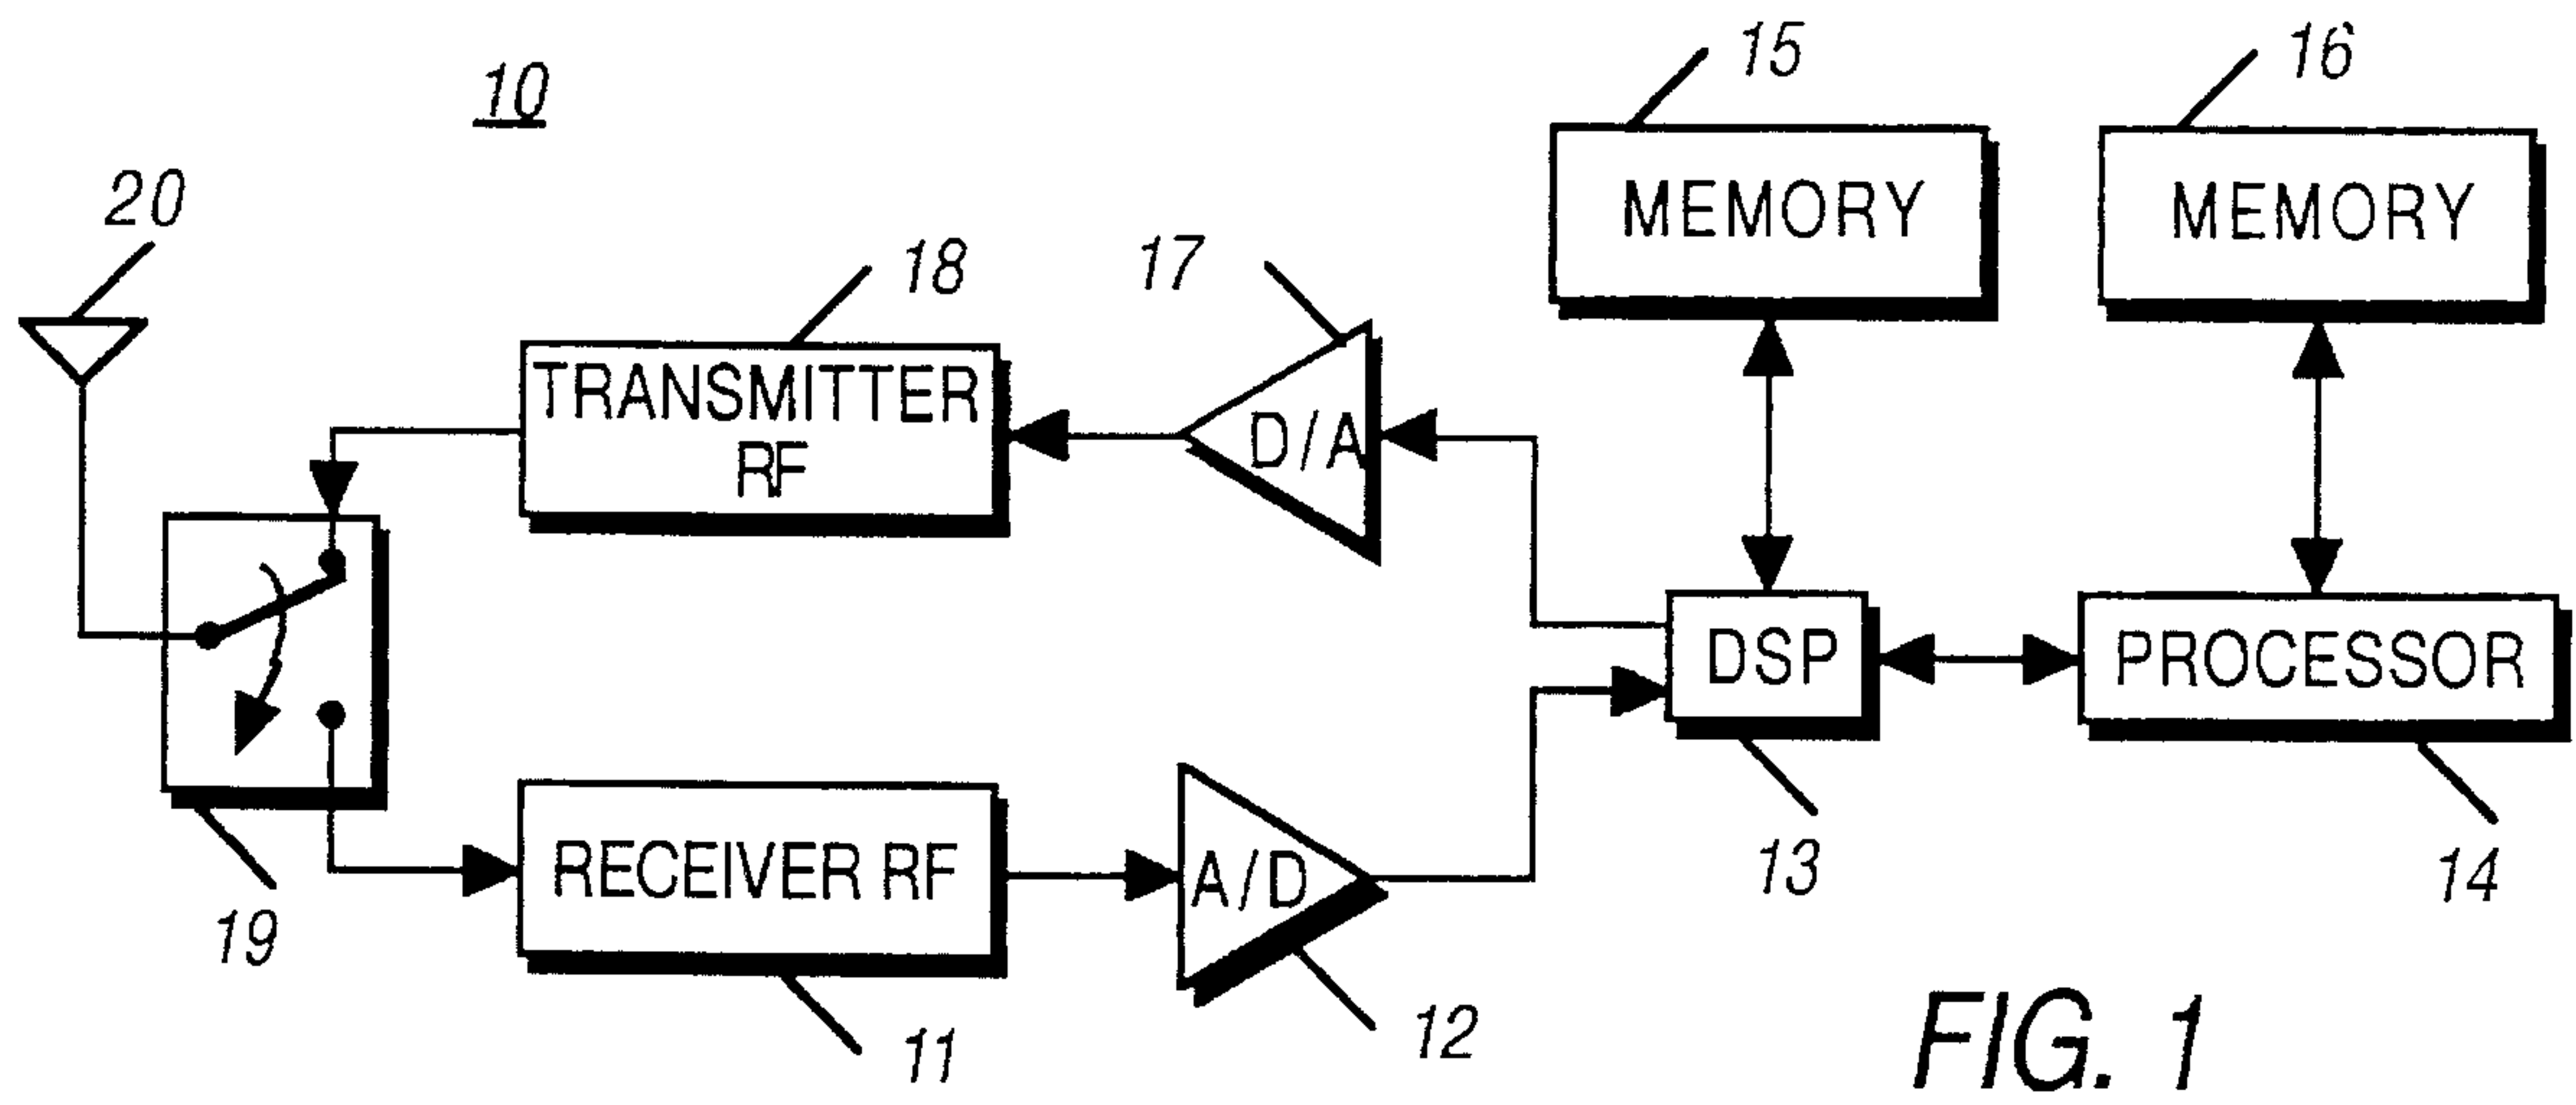 10
15
16
20
18
17
MEMORY
MEMORY
TRANSMITTER
RF
D/A
DSP
PROCESSOR
RECEIVER RF
A/D
13
14
19
11
12
FIG. 1